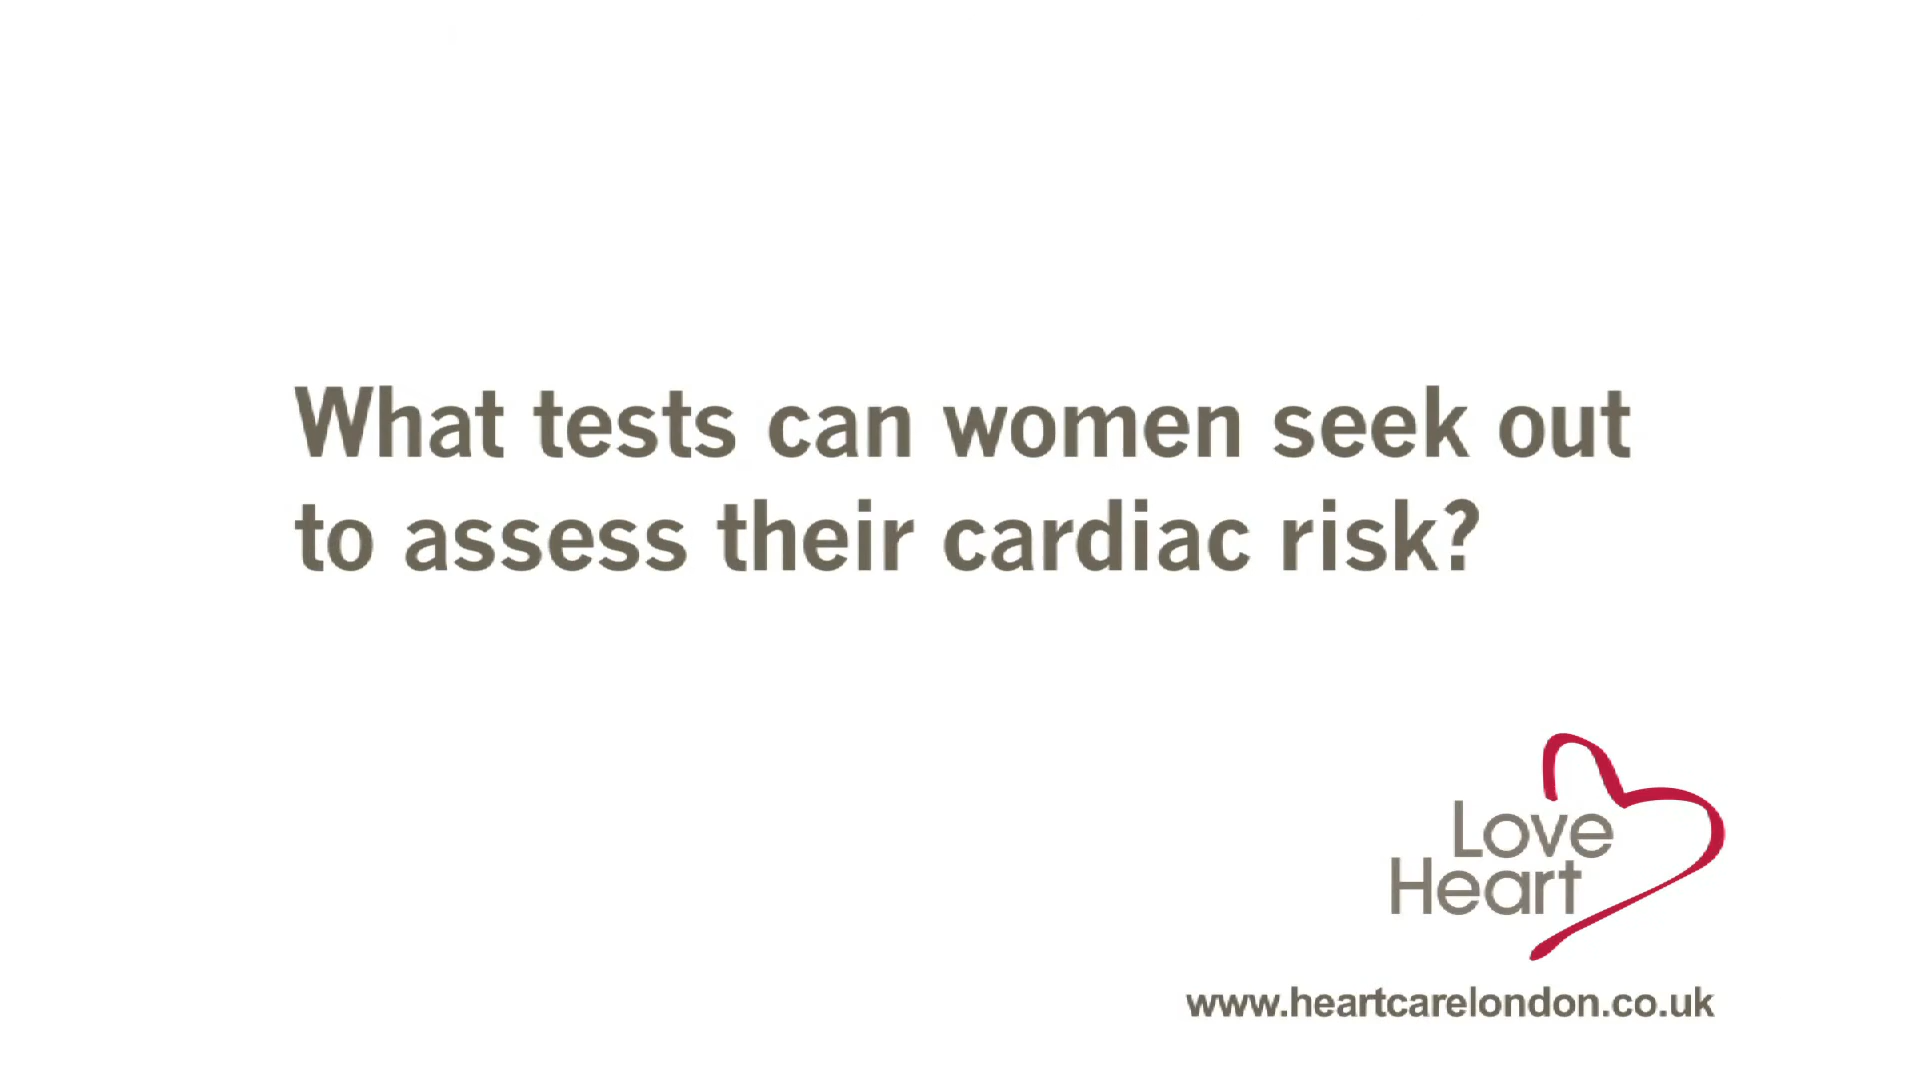 What tests can women seek out
to assess their cardiac risk?
Love
Heart
www.heartcarelondon.co.uk